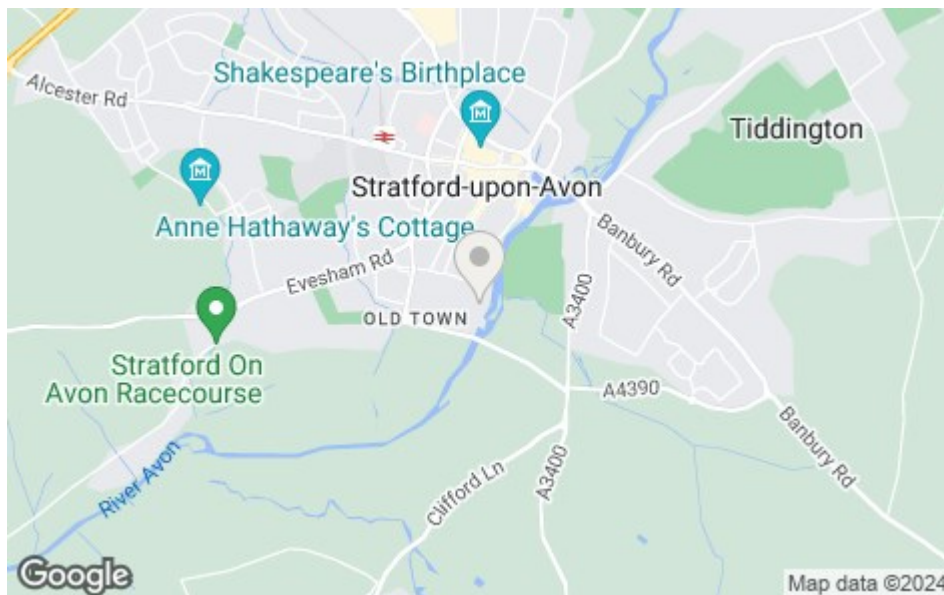 Alcester Rd
Shakespeare's Birthplace
Tiddington
Stratford-upon-Avon
Anne Hathaway's Cottage
Banbury Rd
Evesham Rd
A3400
OLD TOWN
Stratford On
Avon Racecourse
A4390
Banbury Rd
River Avon
Clifford Ln
A3400
Google
Map data ©2024